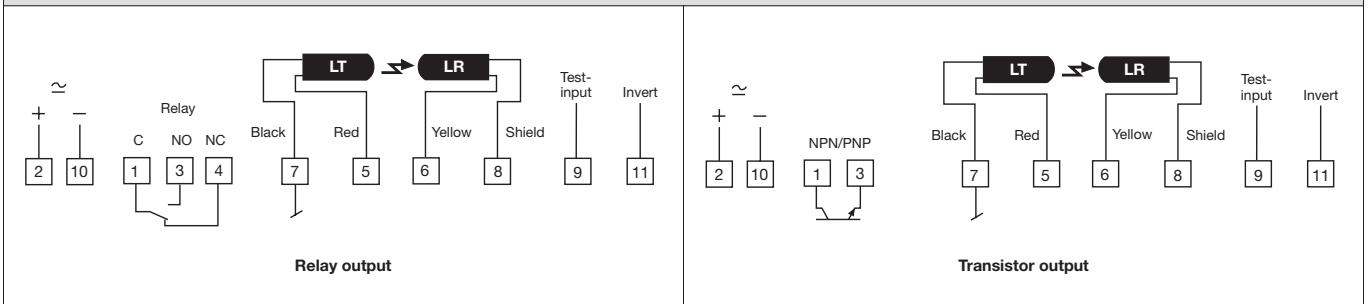 LT LR
≃
+ −
Relay
C NO NC
Black Red Yellow Shield
Test-
input
Invert
2 10 1 3 4 7 5 6 8 9 11
Relay output
LT LR
≃
+ −
NPN/PNP
Black Red Yellow Shield
Test-
input
Invert
2 10 1 3 7 5 6 8 9 11
Transistor output